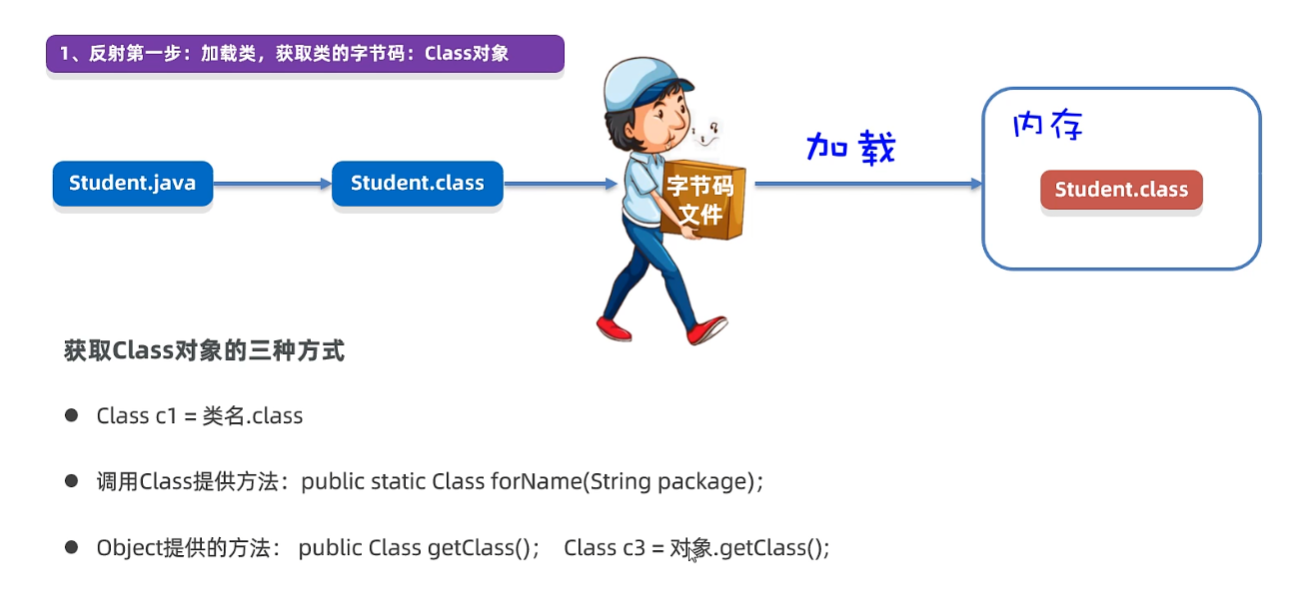 1、反射第一步：加载类，获取类的字节码：Class对象
Student.java
Student.class
字节码
文件
加载
内存
Student.class
获取Class对象的三种方式
● Class c1 = 类名.class
● 调用Class提供方法：public static Class forName(String package);
● Object提供的方法： public Class getClass()； Class c3 = 对象.getClass();